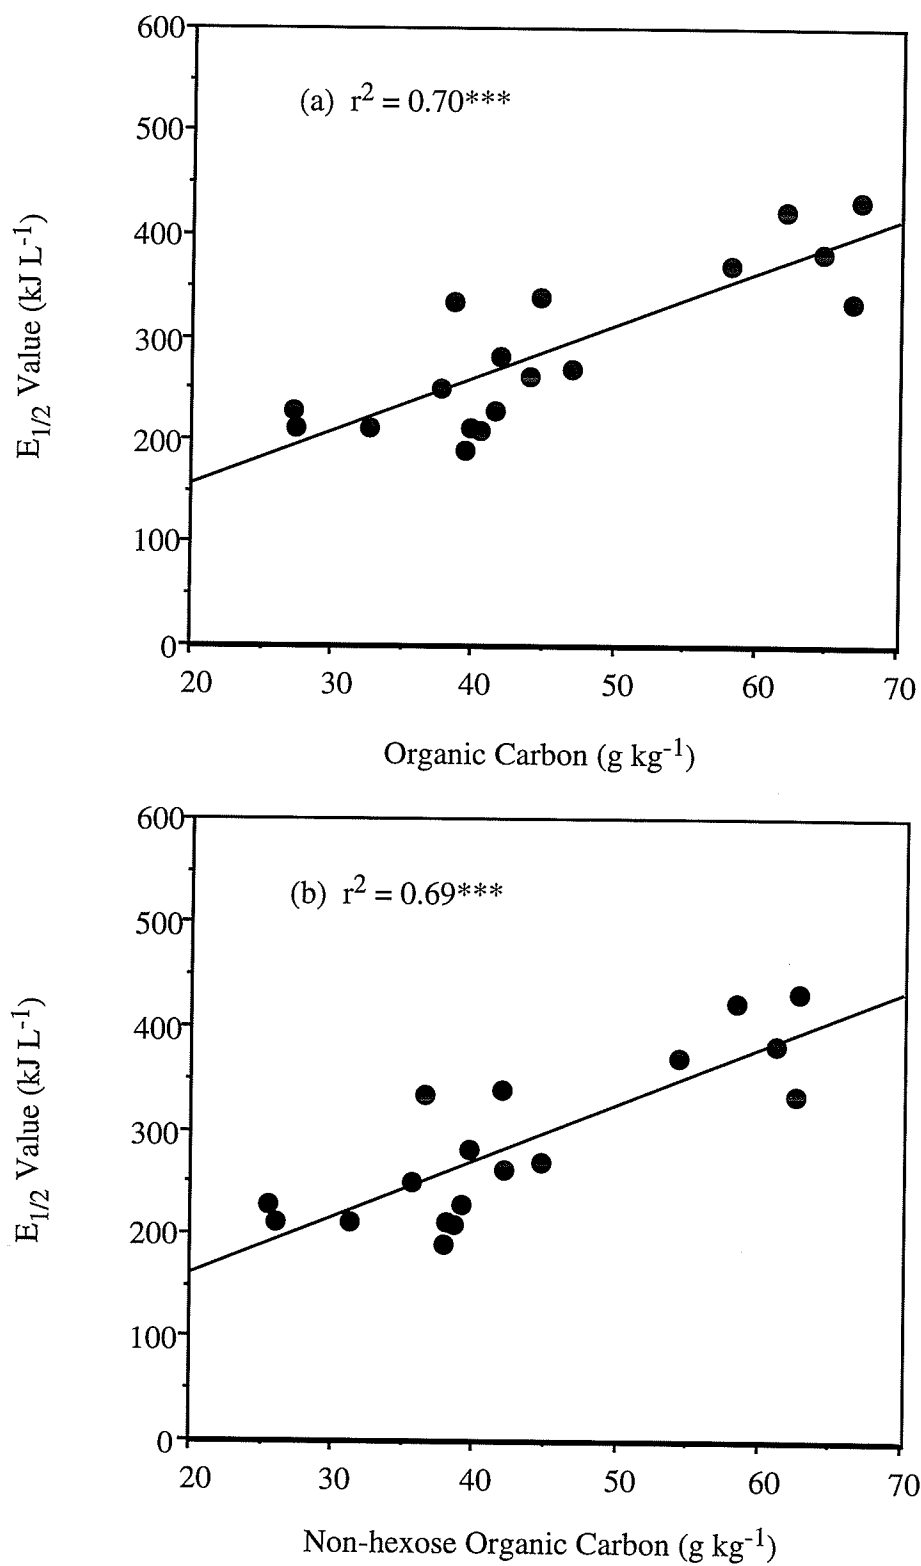 600
(a) r2 = 0.70***
500
400
E1/2 Value (kJ L-1)
300
200
100
0
20 30 40 50 60 70
Organic Carbon (g kg-1)
600
(b) r2 = 0.69***
500
400
E1/2 Value (kJ L-1)
300
200
100
0
20 30 40 50 60 70
Non-hexose Organic Carbon (g kg-1)